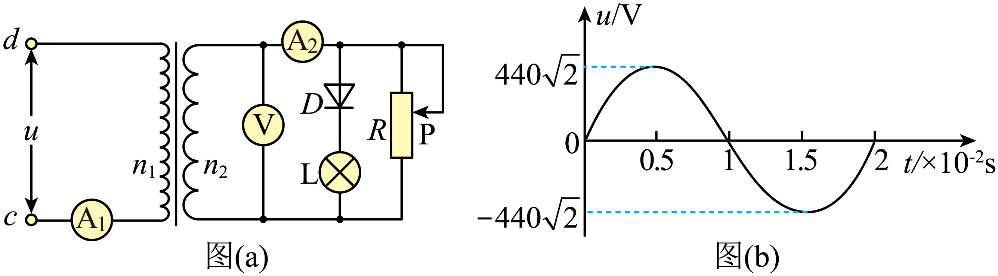 d
u
c
A₁
n₁
n₂
V
A₂
D
L
R
P
图(a)
u/V
440√2
0
-440√2
0.5
1
1.5
2
t/×10⁻²s
图(b)